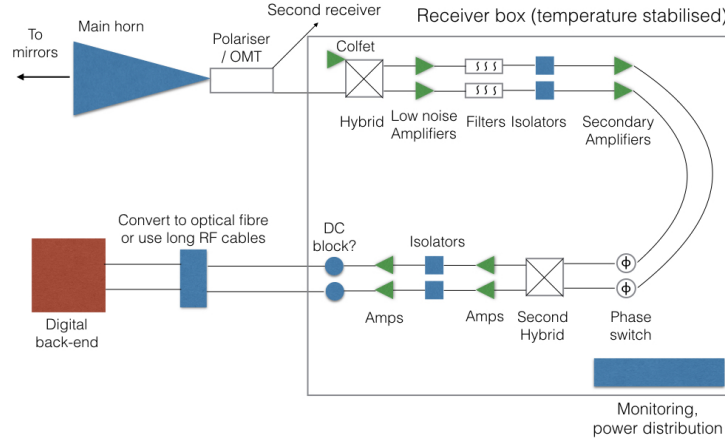 Second receiver
Receiver box (temperature stabilised)
To
mirrors
Main horn
Polariser
/ OMT
Colfet
Hybrid
Low noise
Amplifiers
Filters
Isolators
Secondary
Amplifiers
Convert to optical fibre
or use long RF cables
DC
block?
Isolators
Φ
Φ
Digital
back-end
Amps
Amps
Second
Hybrid
Phase
switch
Monitoring,
power distribution